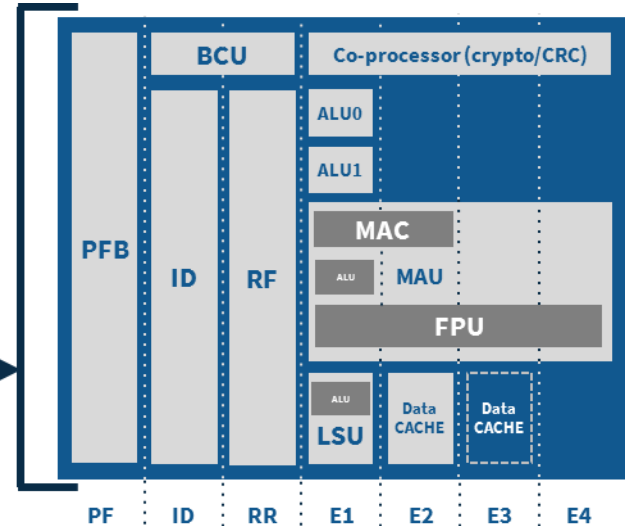 BCU
Co-processor (crypto/CRC)
ALU0
ALU1
PFB
ID
RF
MAC
ALU
MAU
FPU
ALU
LSU
Data
CACHE
Data
CACHE
PF
ID
RR
E1
E2
E3
E4